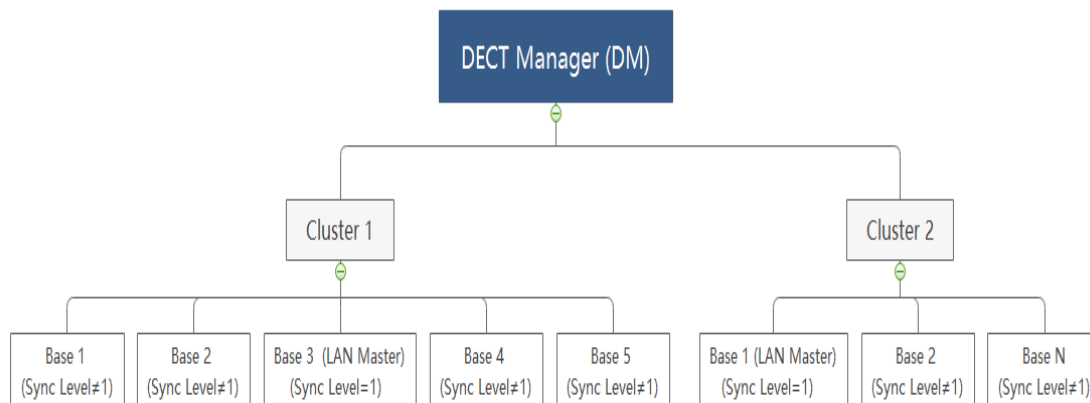 DECT Manager (DM)
Cluster 1
Cluster 2
Base 1
(Sync Level≠1)
Base 2
(Sync Level≠1)
Base 3 (LAN Master)
(Sync Level=1)
Base 4
(Sync Level≠1)
Base 5
(Sync Level≠1)
Base 1 (LAN Master)
(Sync Level=1)
Base 2
(Sync Level≠1)
Base N
(Sync Level≠1)